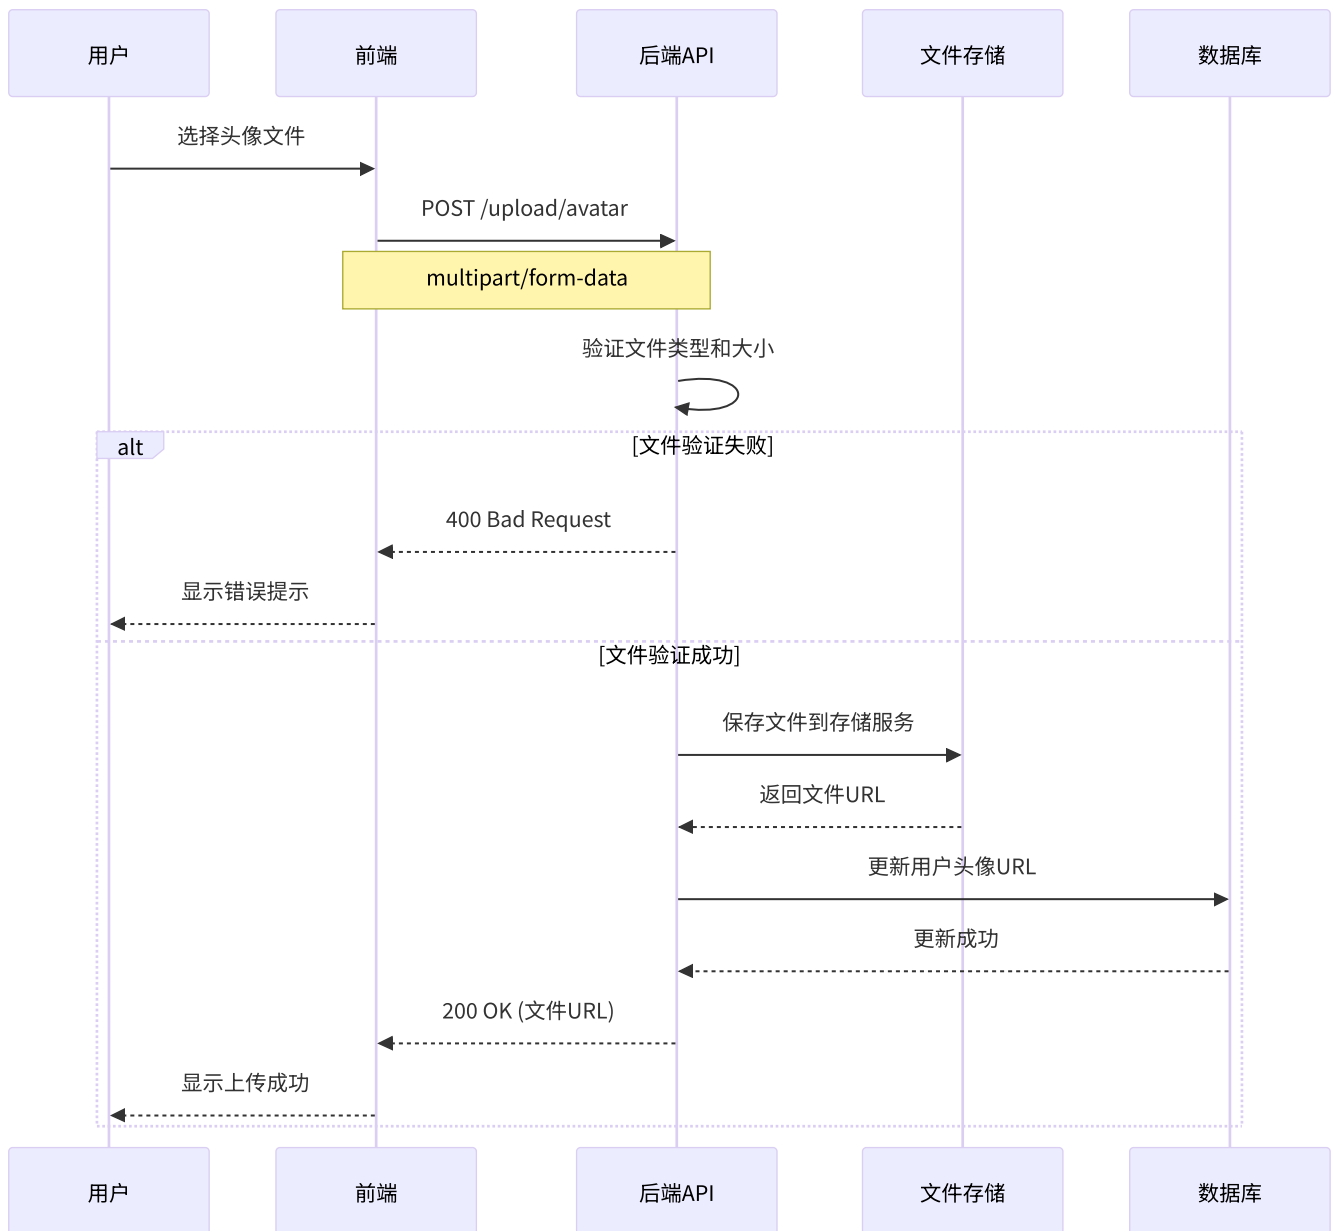 用户
前端
后端API
文件存储
数据库
选择头像文件
POST /upload/avatar
multipart/form-data
验证文件类型和大小
alt
[文件验证失败]
400 Bad Request
显示错误提示
[文件验证成功]
保存文件到存储服务
返回文件URL
更新用户头像URL
更新成功
200 OK (文件URL)
显示上传成功
用户
前端
后端API
文件存储
数据库